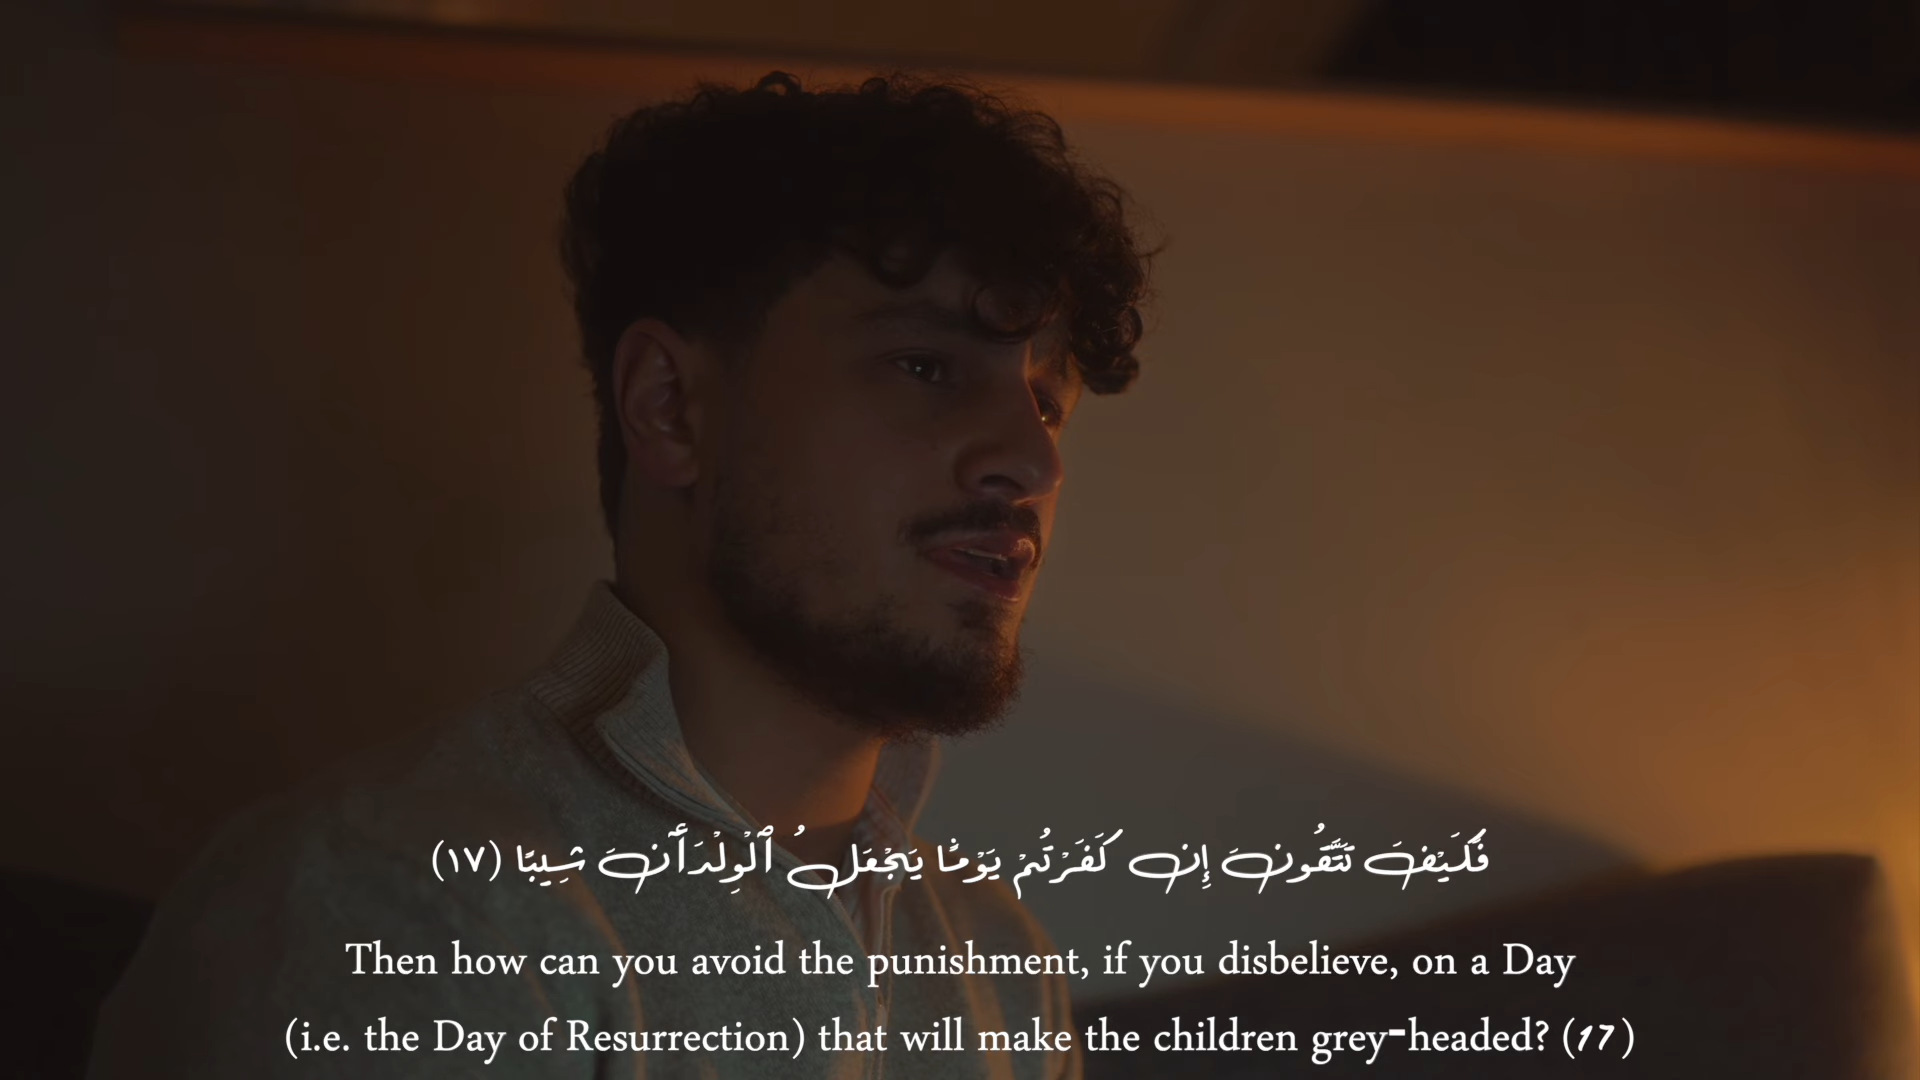 فَكَيْفَ تَتَّقُونَ إِن كَفَرْتُمْ يَوْمًا يَجْعَلُ ٱلْوِلْدَٰنَ شِيبًا (١٧)
Then how can you avoid the punishment, if you disbelieve, on a Day
(i.e. the Day of Resurrection) that will make the children grey-headed? (17)